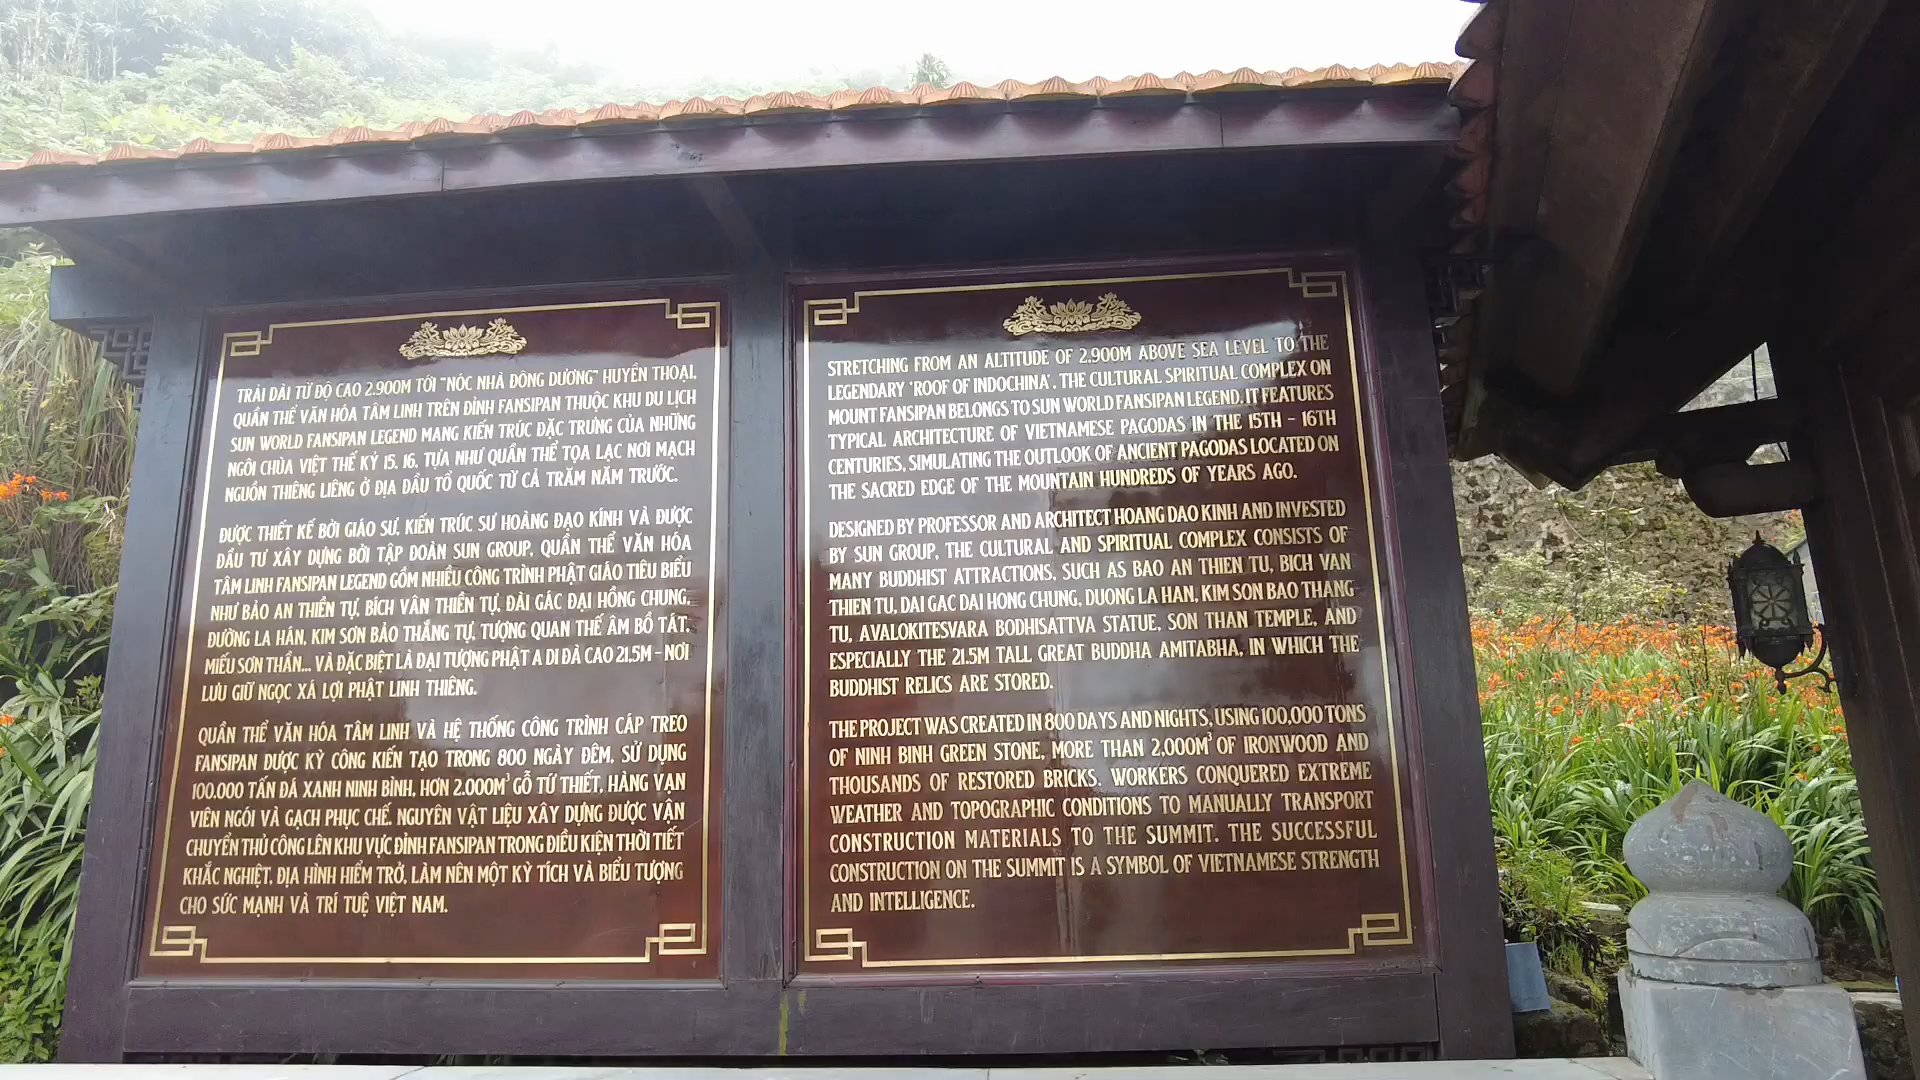 TRẢI DÀI TỪ ĐỘ CAO 2.900M TỚI "NÓC NHÀ ĐÔNG DƯƠNG" HUYỀN THOẠI,
QUẦN THỂ VĂN HÓA TÂM LINH TRÊN ĐỈNH FANSIPAN THUỘC KHU DU LỊCH
SUN WORLD FANSIPAN LEGEND MANG KIẾN TRÚC ĐẶC TRƯNG CỦA NHỮNG
NGÔI CHÙA VIỆT THẾ KỶ 15, 16, TỰA NHƯ QUẦN THỂ TỌA LẠC NƠI MẠCH
NGUỒN THIÊNG LIÊNG Ở ĐỊA ĐẦU TỔ QUỐC TỪ CẢ TRĂM NĂM TRƯỚC.
ĐƯỢC THIẾT KẾ BỞI GIÁO SƯ, KIẾN TRÚC SƯ HOÀNG ĐẠO KÍNH VÀ ĐƯỢC
ĐẦU TƯ XÂY DỰNG BỞI TẬP ĐOÀN SUN GROUP, QUẦN THỂ VĂN HÓA
TÂM LINH FANSIPAN LEGEND GỒM NHIỀU CÔNG TRÌNH PHẬT GIÁO TIÊU BIỂU
NHƯ BẢO AN THIỀN TỰ, BÍCH VÂN THIỀN TỰ, ĐÀI GÁC ĐẠI HỒNG CHUNG,
ĐƯỜNG LA HÁN, KIM SƠN BẢO THẮNG TỰ, TƯỢNG QUAN THẾ ÂM BỒ TÁT,
MIẾU SƠN THẦN... VÀ ĐẶC BIỆT LÀ ĐẠI TƯỢNG PHẬT A DI ĐÀ CAO 21,5M - NƠI
LƯU GIỮ NGỌC XÁ LỢI PHẬT LINH THIÊNG.
QUẦN THỂ VĂN HÓA TÂM LINH VÀ HỆ THỐNG CÔNG TRÌNH CÁP TREO
FANSIPAN ĐƯỢC KỲ CÔNG KIẾN TẠO TRONG 800 NGÀY ĐÊM, SỬ DỤNG
100.000 TẤN ĐÁ XANH NINH BÌNH, HƠN 2.000M³ GỖ TỨ THIẾT, HÀNG VẠN
VIÊN NGÓI VÀ GẠCH PHỤC CHẾ. NGUYÊN VẬT LIỆU XÂY DỰNG ĐƯỢC VẬN
CHUYỂN THỦ CÔNG LÊN KHU VỰC ĐỈNH FANSIPAN TRONG ĐIỀU KIỆN THỜI TIẾT
KHẮC NGHIỆT, ĐỊA HÌNH HIỂM TRỞ, LÀM NÊN MỘT KỲ TÍCH VÀ BIỂU TƯỢNG
CHO SỨC MẠNH VÀ TRÍ TUỆ VIỆT NAM.
STRETCHING FROM AN ALTITUDE OF 2,900M ABOVE SEA LEVEL TO THE
LEGENDARY 'ROOF OF INDOCHINA', THE CULTURAL SPIRITUAL COMPLEX ON
MOUNT FANSIPAN BELONGS TO SUN WORLD FANSIPAN LEGEND. IT FEATURES
TYPICAL ARCHITECTURE OF VIETNAMESE PAGODAS IN THE 15TH - 16TH
CENTURIES, SIMULATING THE OUTLOOK OF ANCIENT PAGODAS LOCATED ON
THE SACRED EDGE OF THE MOUNTAIN HUNDREDS OF YEARS AGO.
DESIGNED BY PROFESSOR AND ARCHITECT HOANG DAO KINH AND INVESTED
BY SUN GROUP, THE CULTURAL AND SPIRITUAL COMPLEX CONSISTS OF
MANY BUDDHIST ATTRACTIONS, SUCH AS BAO AN THIEN TU, BICH VAN
THIEN TU, DAI GAC DAI HONG CHUNG, DUONG LA HAN, KIM SON BAO THANG
TU, AVALOKITESVARA BODHISATTVA STATUE, SON THAN TEMPLE, AND
ESPECIALLY THE 21.5M TALL GREAT BUDDHA AMITABHA, IN WHICH THE
BUDDHIST RELICS ARE STORED.
THE PROJECT WAS CREATED IN 800 DAYS AND NIGHTS, USING 100,000 TONS
OF NINH BINH GREEN STONE, MORE THAN 2,000M³ OF IRONWOOD AND
THOUSANDS OF RESTORED BRICKS. WORKERS CONQUERED EXTREME
WEATHER AND TOPOGRAPHIC CONDITIONS TO MANUALLY TRANSPORT
CONSTRUCTION MATERIALS TO THE SUMMIT. THE SUCCESSFUL
CONSTRUCTION ON THE SUMMIT IS A SYMBOL OF VIETNAMESE STRENGTH
AND INTELLIGENCE.